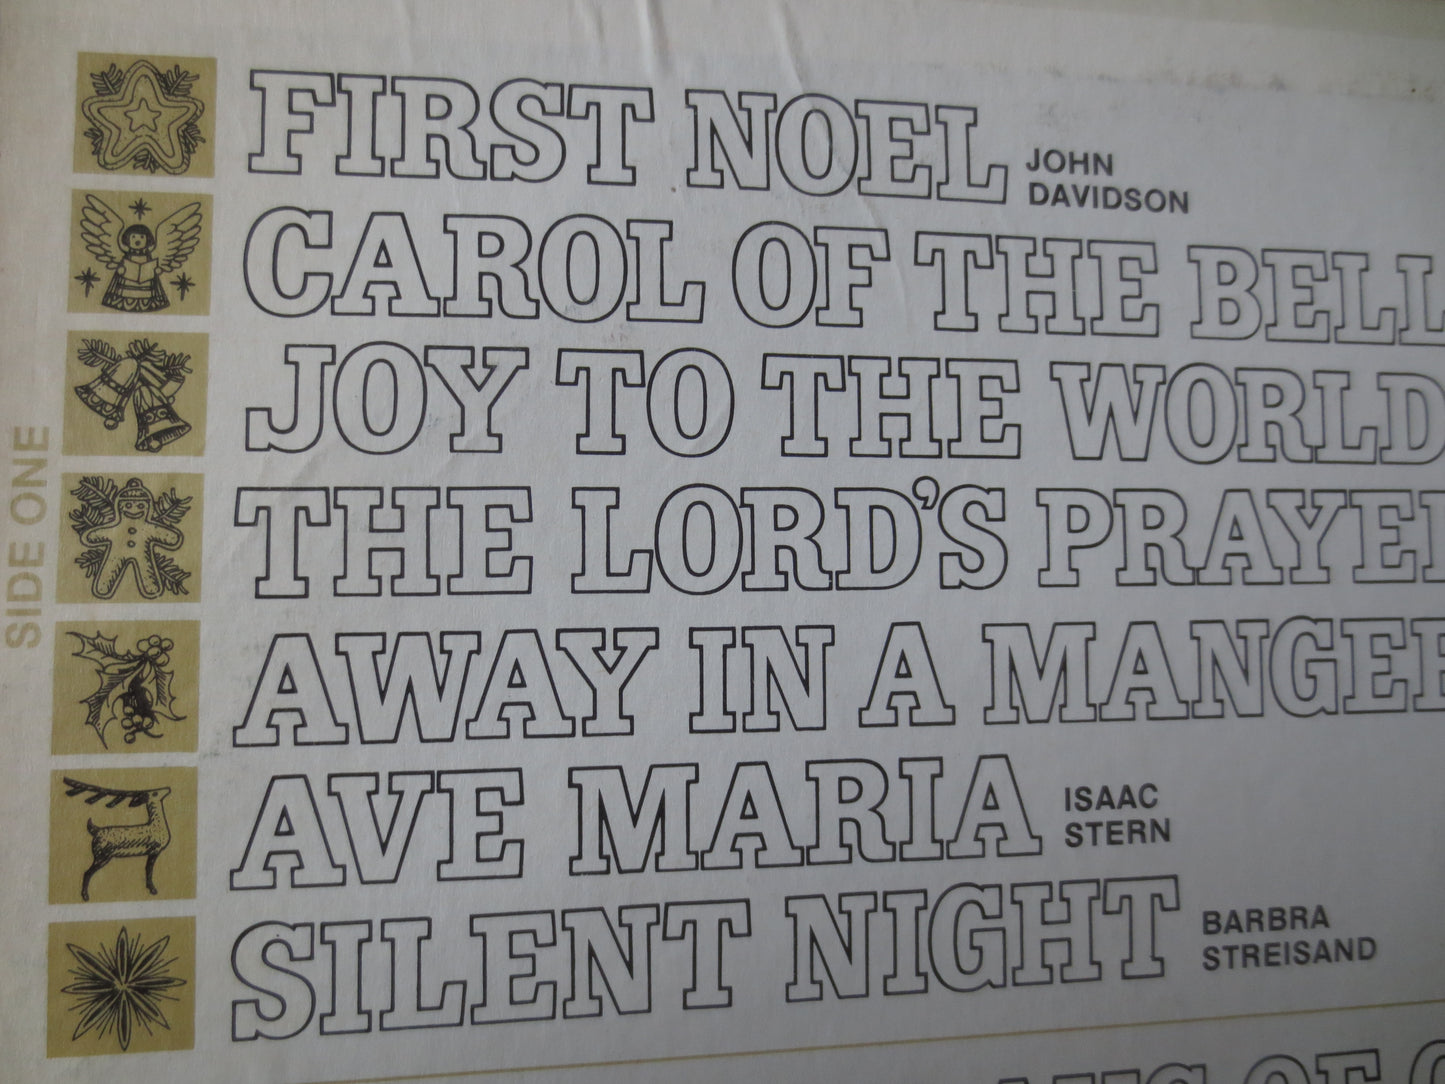 SIDE ONE
FIRST NOEL JOHN
DAVIDSON
CAROL OF THE BELL
JOY TO THE WORLD
THE LORD'S PRAYE
AWAY IN A MANGE
AVE MARIA ISAAC
STERN
SILENT NIGHT BARBRA
STREISAND
OF